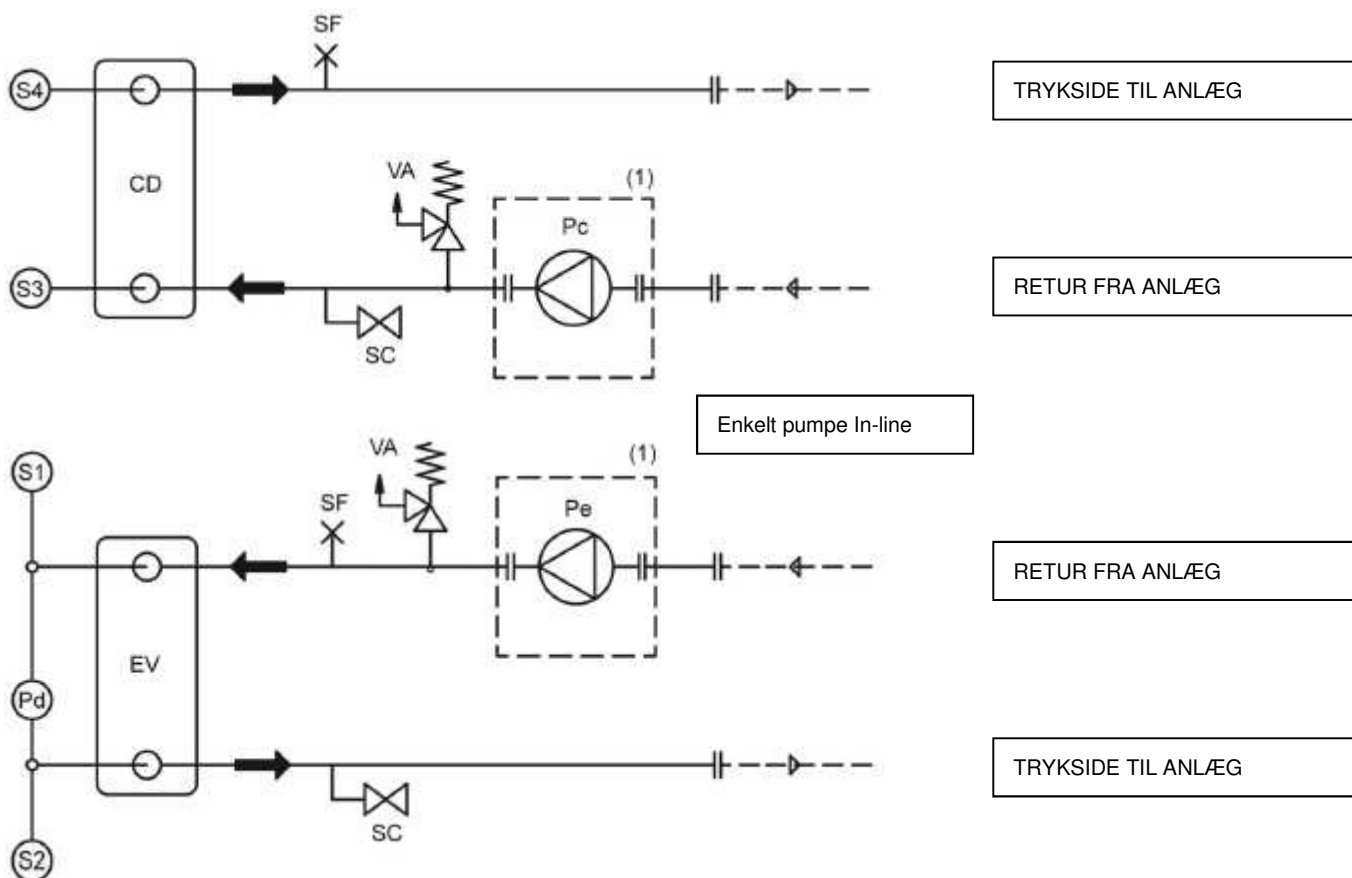 SF
S4
TRYKSIDE TIL ANLÆG
VA
(1)
CD
Pc
S3
RETUR FRA ANLÆG
SC
Enkelt pumpe In-line
VA
(1)
S1
SF
Pe
RETUR FRA ANLÆG
EV
Pd
TRYKSIDE TIL ANLÆG
SC
S2